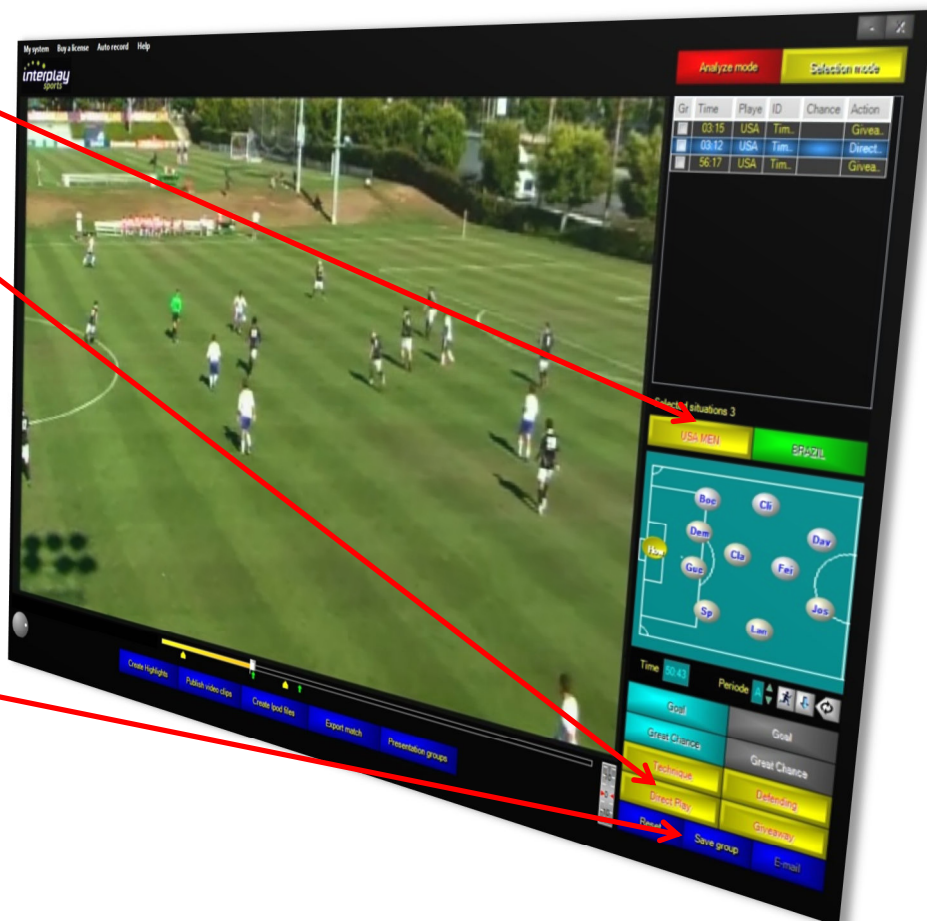 My system Buy a license Auto record Help
interplay
sports
Analyze mode Selection mode
Gr Time Playe ID Chance Action
03:15 USA Tim.. Givea..
03:12 USA Tim.. Direct..
56:17 USA Tim.. Givea..
Selected situations 3
USA MEN BRAZIL
Boc Cli
Dem Day
How Cla
Guc Fei
Sp Jos
Lan
Time 50:43 Periode A
Goal Goal
Great Chance Great Chance
Technique Defending
Direct Play Giveaway
Reset Save group E-mail
Create Highlights Publish video clips Create Ipod files Export match Presentation groups